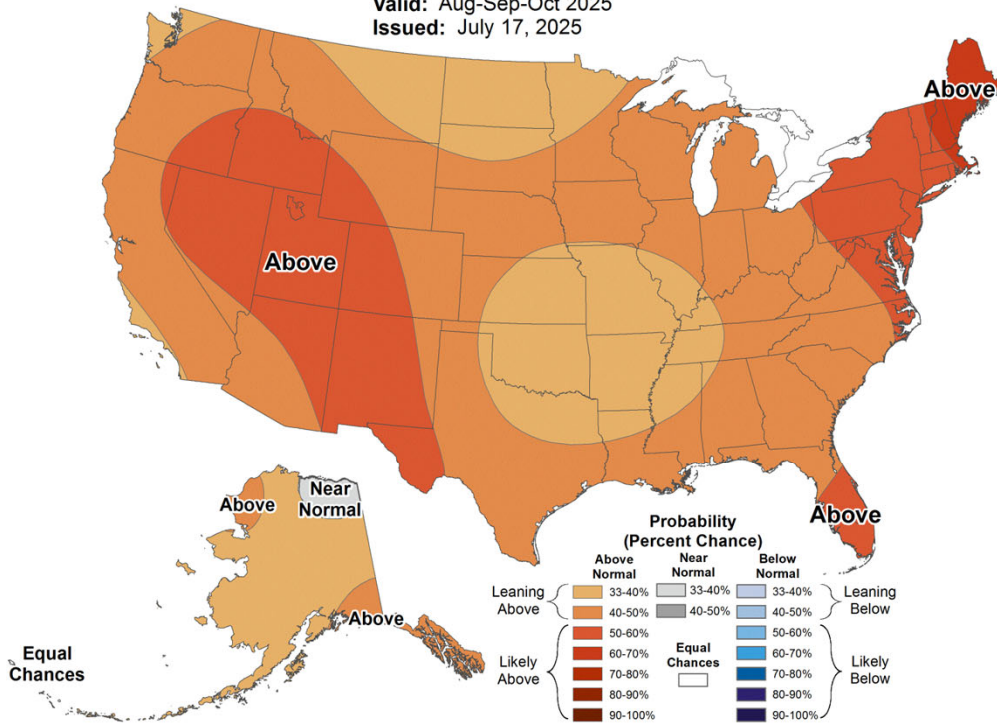 Valid: Aug-Sep-Oct 2025
Issued: July 17, 2025
Above
Above
Above
Above
Near
Normal
Above
Equal
Chances
Probability
(Percent Chance)
Above
Normal
Near
Normal
Below
Normal
Leaning
Above
33-40%
40-50%
33-40%
40-50%
33-40%
40-50%
Leaning
Below
Likely
Above
50-60%
60-70%
70-80%
80-90%
90-100%
Equal
Chances
50-60%
60-70%
70-80%
80-90%
90-100%
Likely
Below